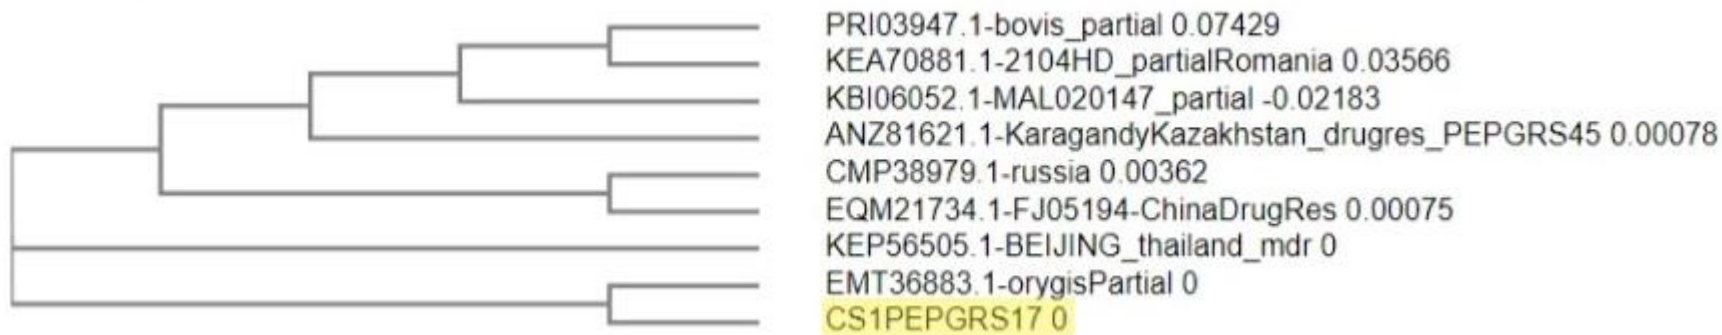 PRI03947.1-bovis_partial 0.07429
KEA70881.1-2104HD_partialRomania 0.03566
KBI06052.1-MAL020147_partial -0.02183
ANZ81621.1-KaragandyKazakhstan_drugres_PEPGRS45 0.00078
CMP38979.1-russia 0.00362
EQM21734.1-FJ05194-ChinaDrugRes 0.00075
KEP56505.1-BEIJING_thailand_mdr 0
EMT36883.1-orygisPartial 0
CS1PEPGRS17 0